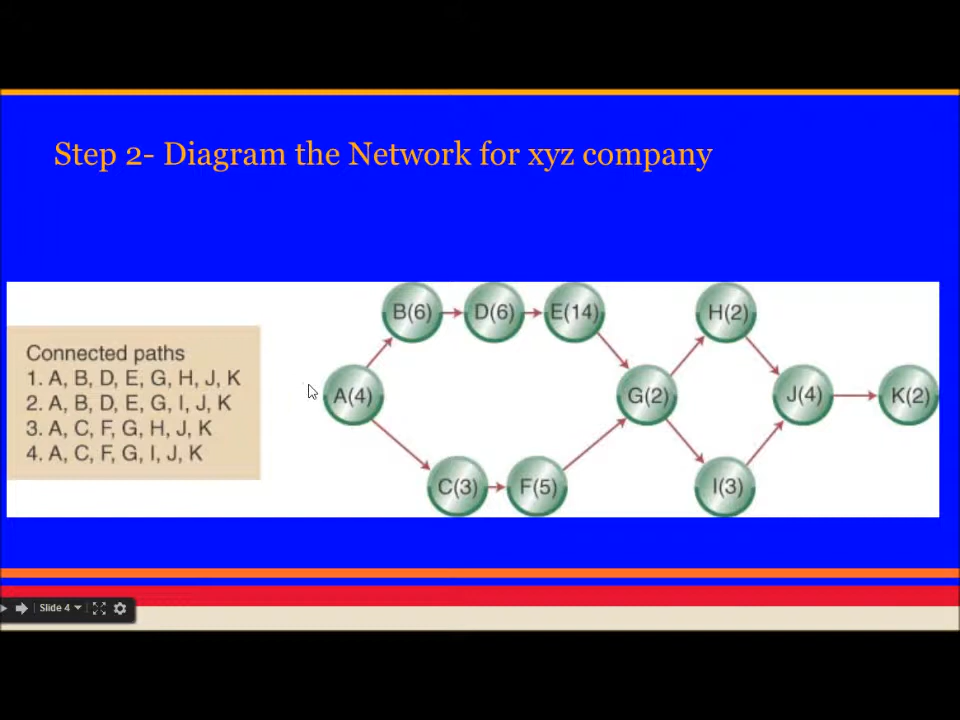 Step 2- Diagram the Network for xyz company
Connected paths
1. A, B, D, E, G, H, J, K
2. A, B, D, E, G, I, J, K
3. A, C, F, G, H, J, K
4. A, C, F, G, I, J, K
B(6) D(6) E(14) H(2)
A(4) G(2) J(4) K(2)
C(3) F(5) I(3)
Slide 4